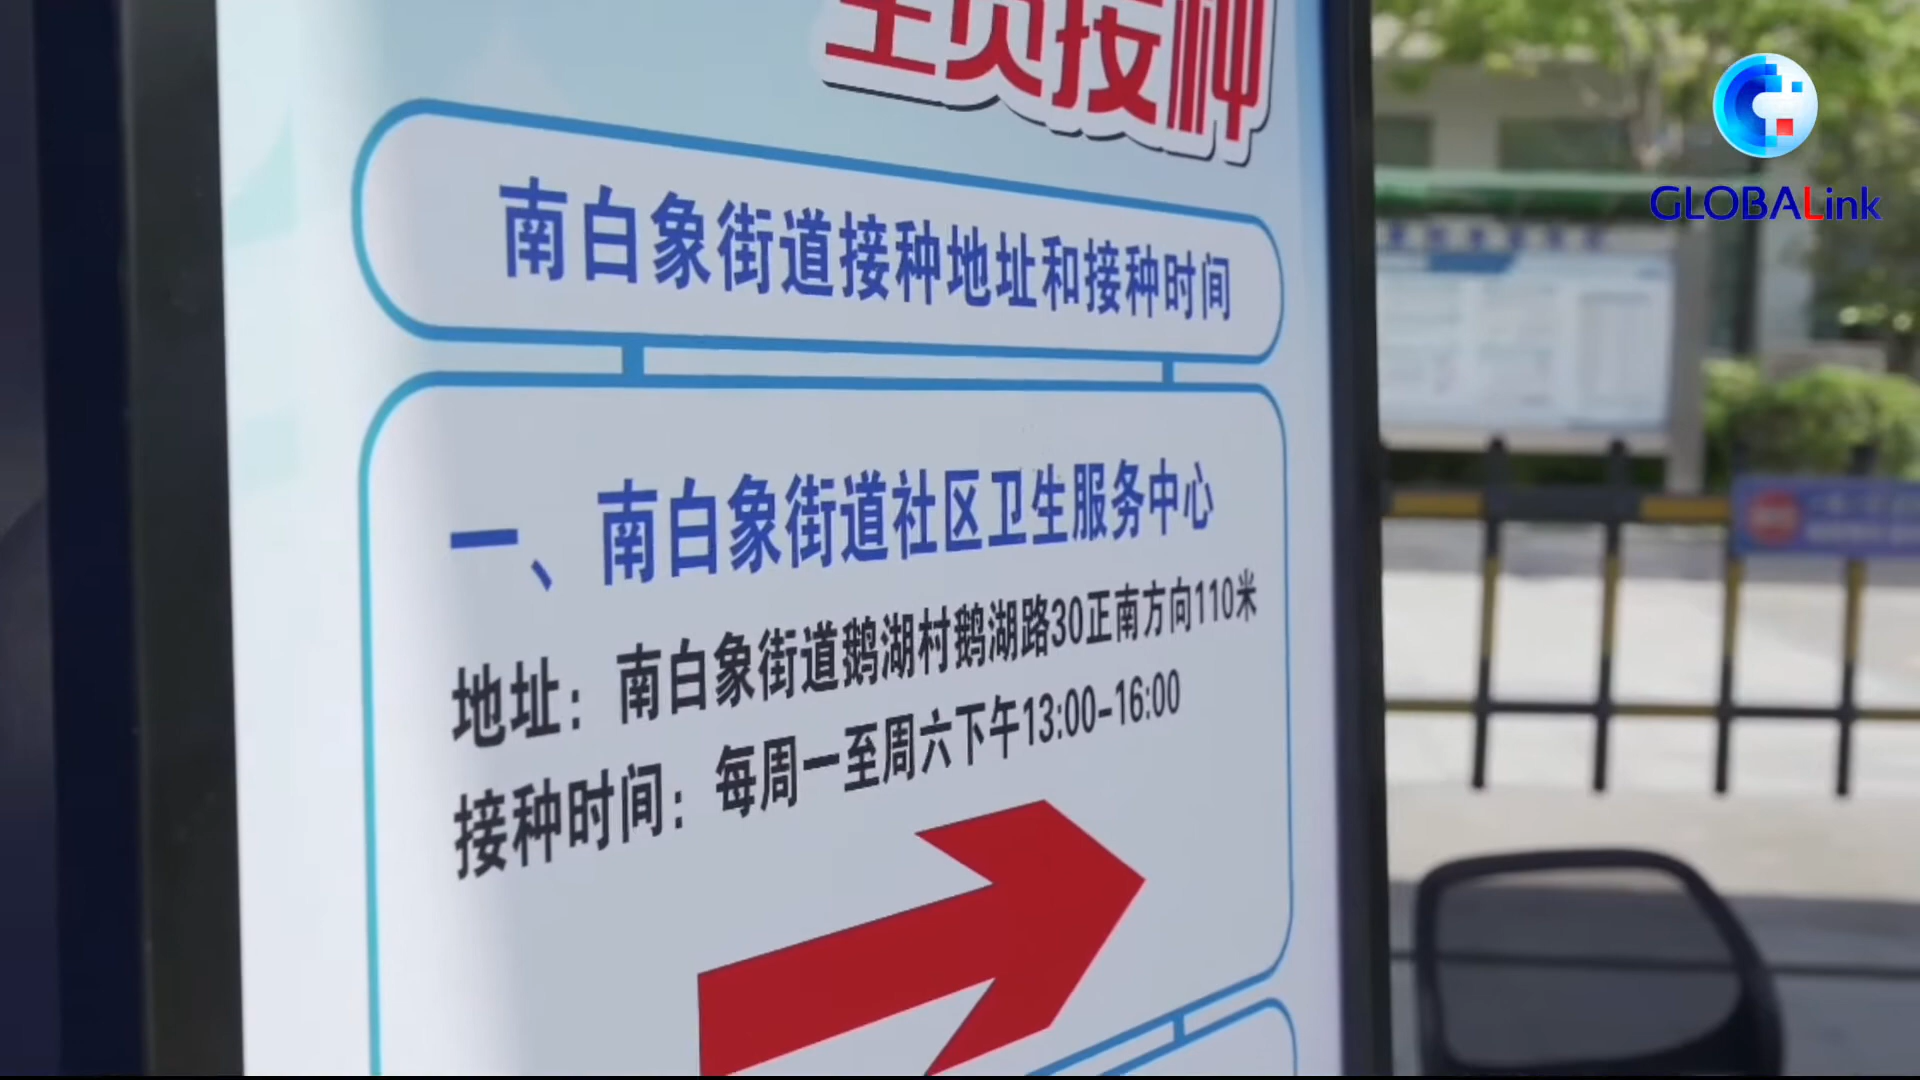 全员接种
GLOBALink
南白象街道接种地址和接种时间
一、南白象街道社区卫生服务中心
地址：南白象街道鹅湖村鹅湖路30正南方向110米
接种时间：每周一至周六下午13:00-16:00